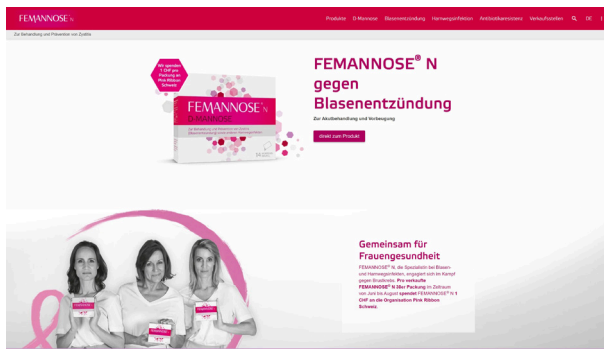 FEMANNOSE® N
Produkte D-Mannose Blasenentzündung Harnwegsinfektion Antibiotikaresistenz Verkaufsstellen DE
Zur Behandlung und Prävention von Zystitis
Wir spenden
1 CHF pro
Packung an
Pink Ribbon
Schweiz
FEMANNOSE® N
D-MANNOSE
FEMANNOSE® N
gegen
Blasenentzündung
Zur Akutbehandlung und Vorbeugung
direkt zum Produkt
Gemeinsam für
Frauengesundheit
FEMANNOSE® N, die Spezialistin bei Blasen-
und Harnwegsinfekten, engagiert sich im Kampf
gegen Brustkrebs. Pro verkaufte
FEMANNOSE® N 30er Packung im Zeitraum
von Juni bis August spendet FEMANNOSE® N 1
CHF an die Organisation Pink Ribbon
Schweiz.